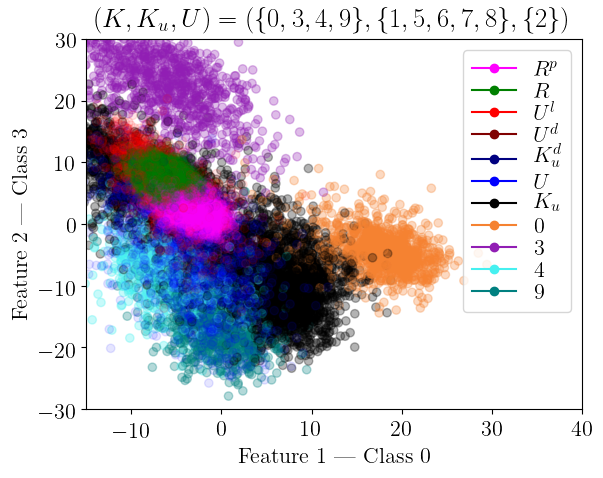 (K, K_u, U) = ({0, 3, 4, 9}, {1, 5, 6, 7, 8}, {2})
30
20
10
0
−10
−20
−30
Feature 2 — Class 3
R^p
R
U^l
U^d
K_u^d
U
K_u
0
3
4
9
−10
0
10
20
30
40
Feature 1 — Class 0